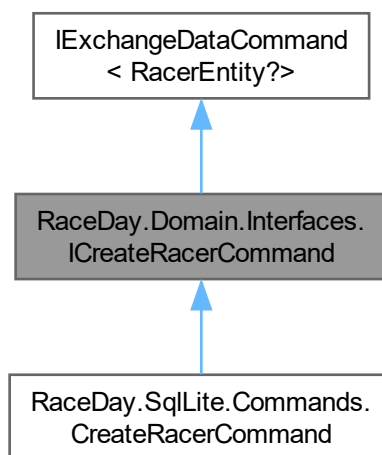 IExchangeDataCommand
< RacerEntity?>
RaceDay.Domain.Interfaces.
ICreateRacerCommand
RaceDay.SqlLite.Commands.
CreateRacerCommand